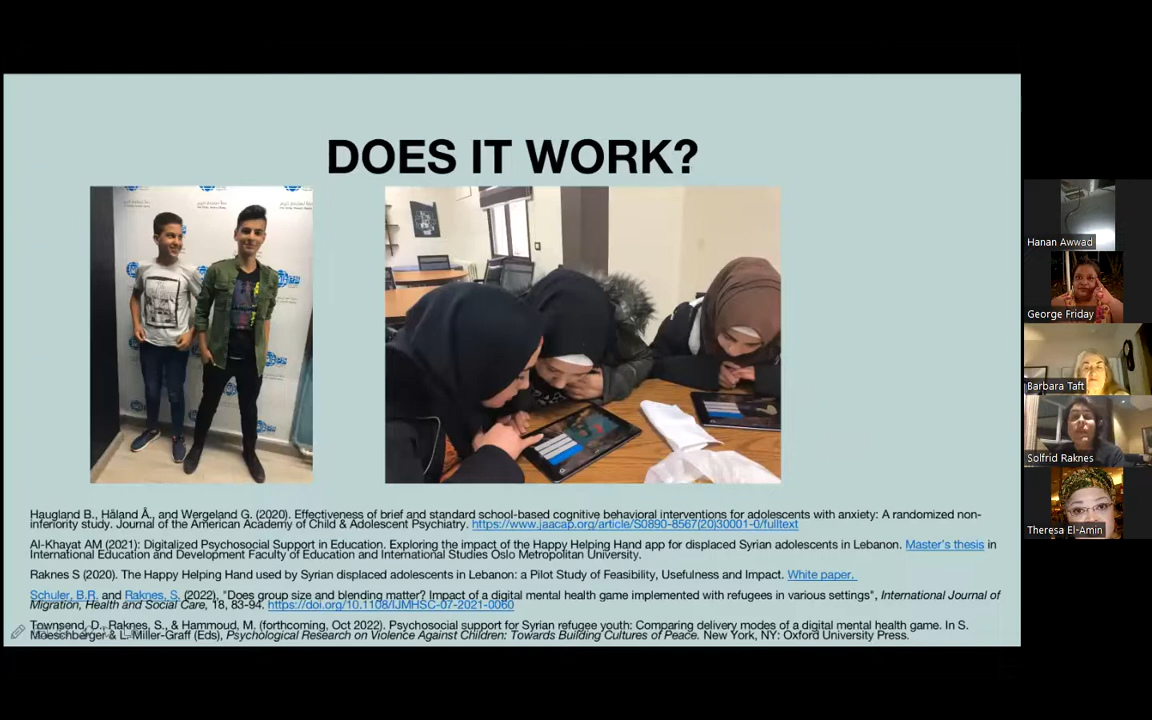 DOES IT WORK?
Haugland B., Håland Å., and Wergeland G. (2020). Effectiveness of brief and standard school-based cognitive behavioral interventions for adolescents with anxiety: A randomized non-
inferiority study. Journal of the American Academy of Child & Adolescent Psychiatry. https://www.jaacap.org/article/S0890-8567(20)30001-0/fulltext
Al-Khayat AM (2021): Digitalized Psychosocial Support in Education. Exploring the impact of the Happy Helping Hand app for displaced Syrian adolescents in Lebanon. Master's thesis in
International Education and Development Faculty of Education and International Studies Oslo Metropolitan University.
Raknes S (2020). The Happy Helping Hand used by Syrian displaced adolescents in Lebanon: a Pilot Study of Feasibility, Usefulness and Impact. White paper.
Schuler, B.R. and Raknes, S. (2022), "Does group size and blending matter? Impact of a digital mental health game implemented with refugees in various settings", International Journal of
Migration, Health and Social Care, 18, 83-94. https://doi.org/10.1108/IJMHSC-07-2021-0060
Townsend, D., Raknes, S., & Hammoud, M. (forthcoming, Oct 2022). Psychosocial support for Syrian refugee youth: Comparing delivery modes of a digital mental health game. In S.
Moeschberger & L. Miller-Graff (Eds), Psychological Research on Violence Against Children: Towards Building Cultures of Peace. New York, NY: Oxford University Press.
Hanan Awwad
George Friday
Barbara Taft
Solfrid Raknes
Theresa El-Amin